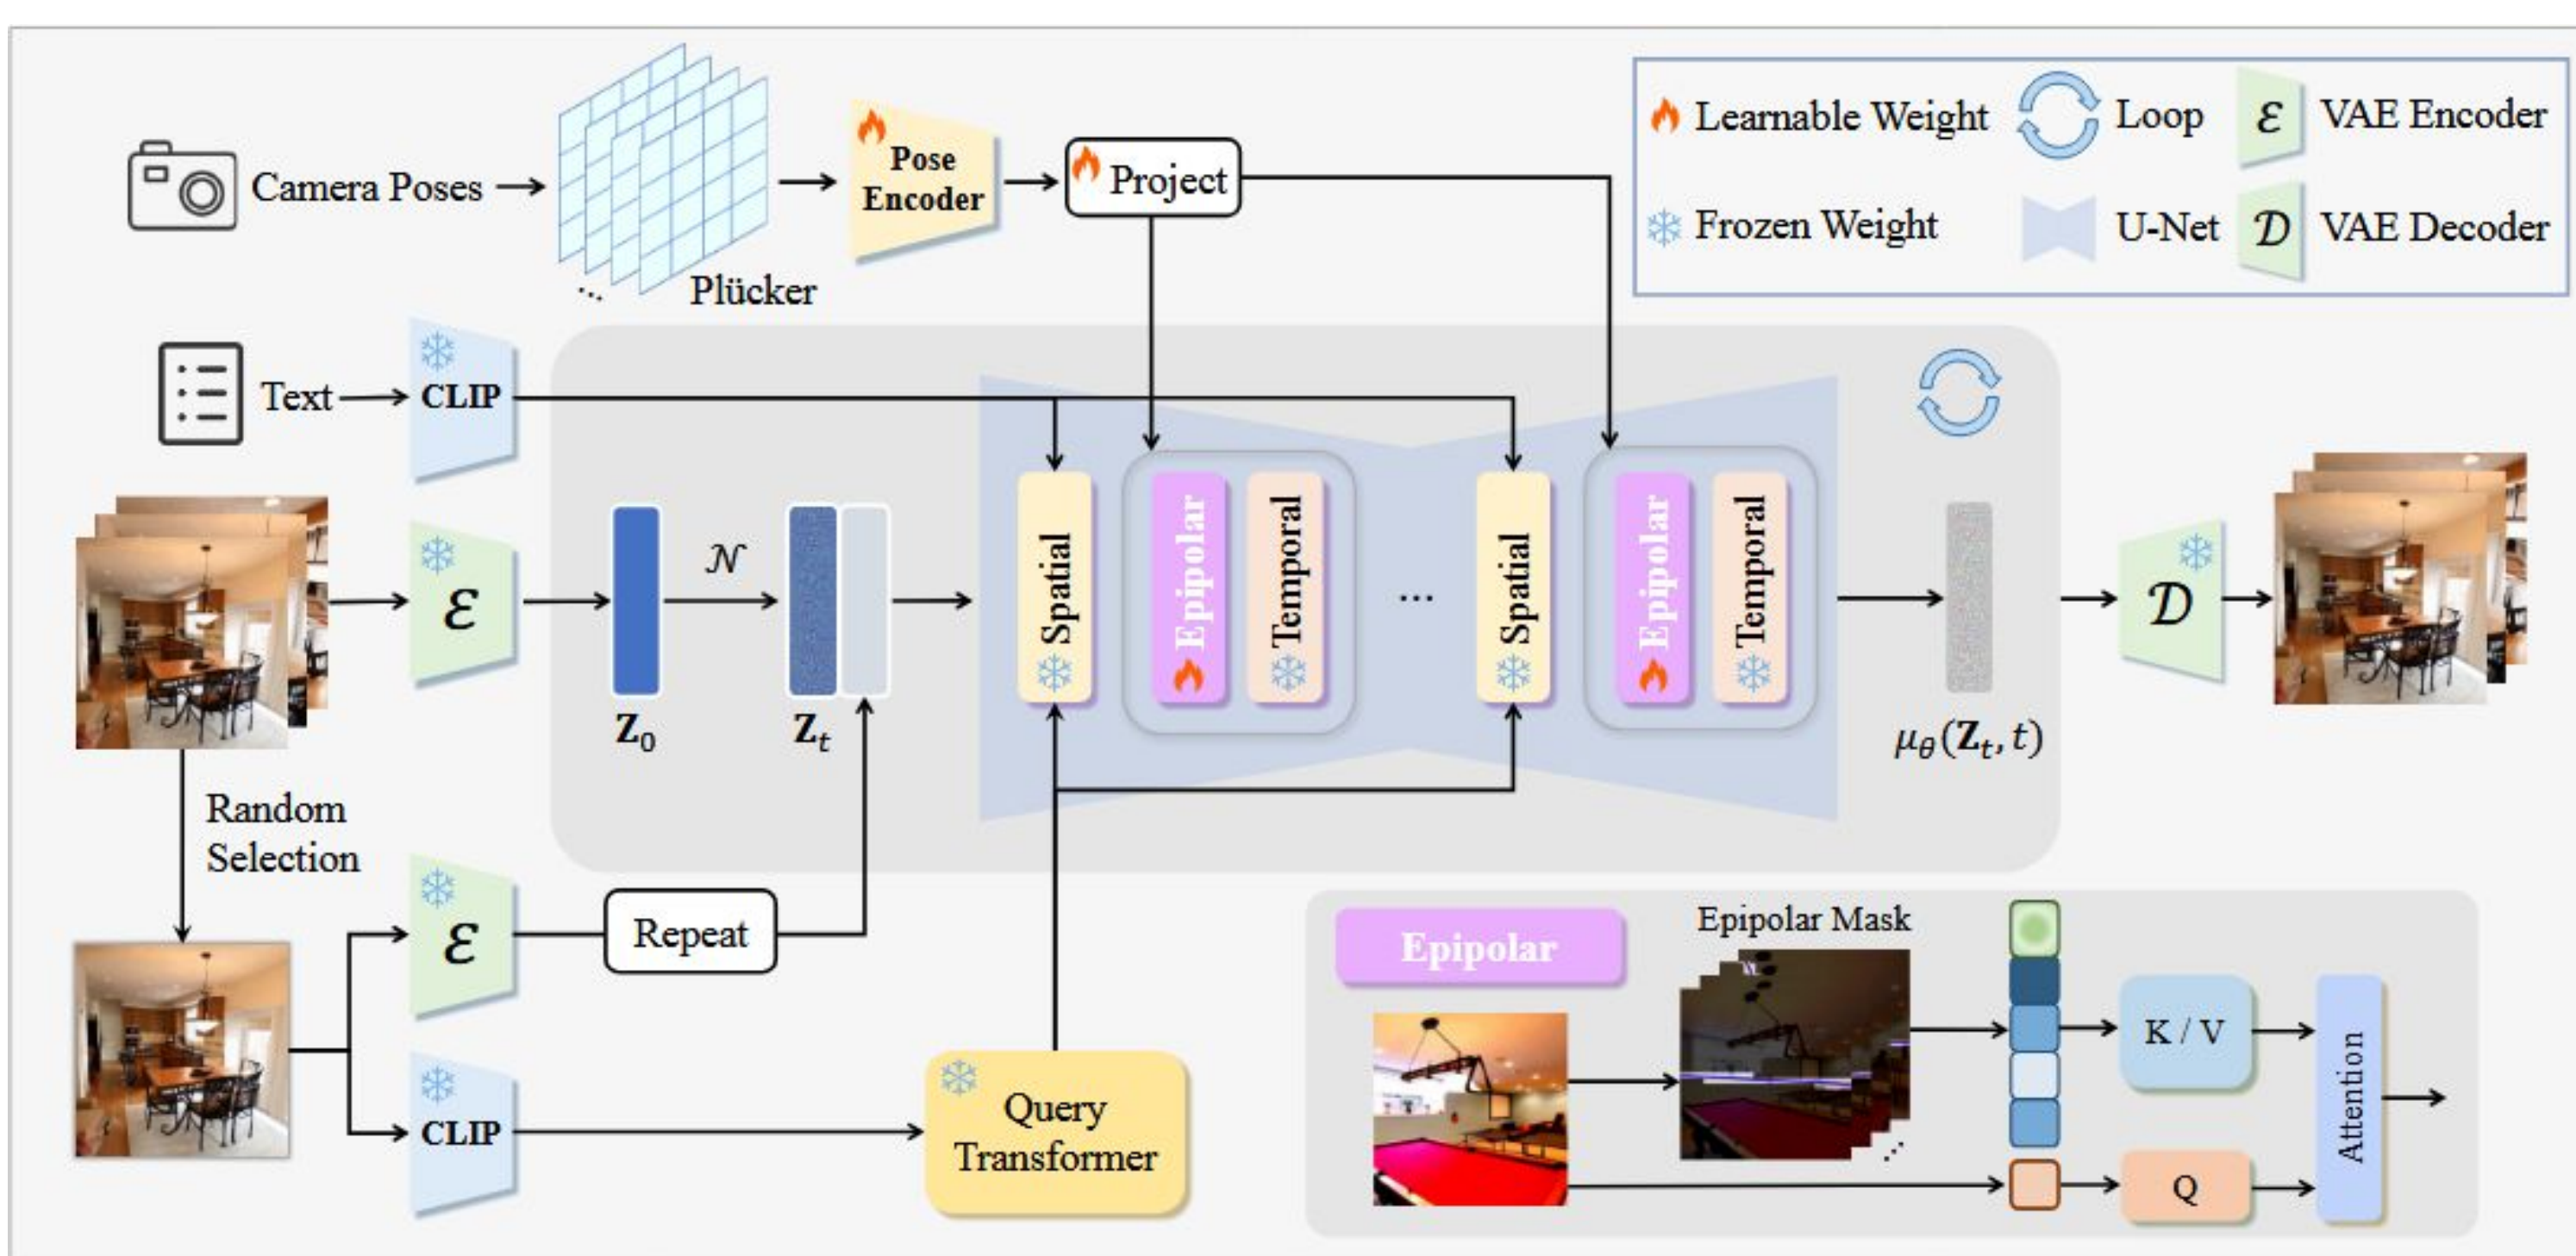 Camera Poses
...
Plücker
Pose
Encoder
Project
Learnable Weight
Loop
ℰ
VAE Encoder
Frozen Weight
U-Net
𝒟
VAE Decoder
Text
CLIP
ℰ
Z₀
𝒩
Zₜ
Spatial
Epipolar
Temporal
...
Spatial
Epipolar
Temporal
μ_θ(Zₜ, t)
𝒟
Random
Selection
ℰ
Repeat
CLIP
Query
Transformer
Epipolar
Epipolar Mask
...
K / V
Q
Attention